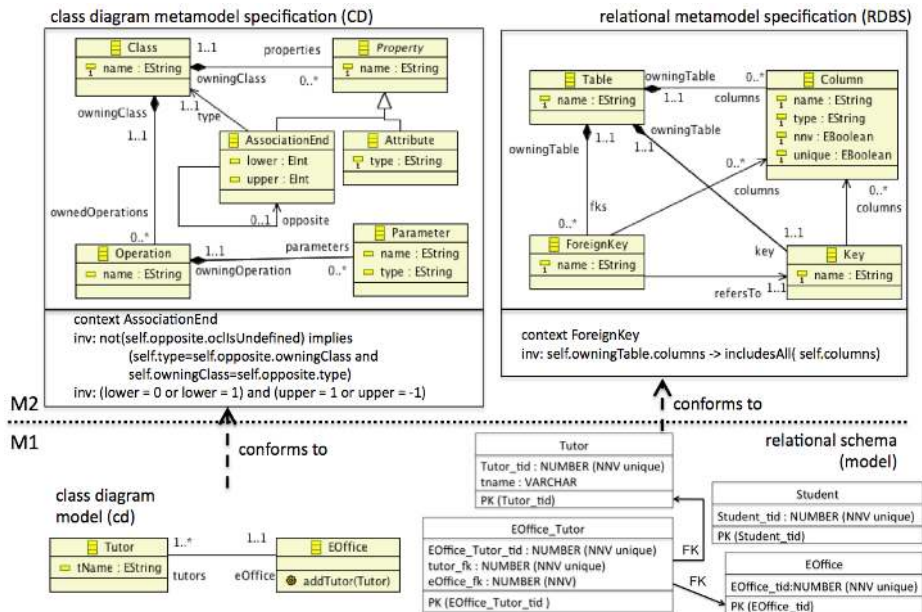 class diagram metamodel specification (CD)
Class
name : EString
1..1
owningClass
properties
0..*
Property
name : EString
owningClass
1..1
1..1
type
AssociationEnd
lower : EInt
upper : EInt
Attribute
type : EString
0..1
opposite
ownedOperations
0..*
Operation
name : EString
1..1
owningOperation
parameters
0..*
Parameter
name : EString
type : EString
context AssociationEnd
inv: not(self.opposite.oclIsUndefined) implies
(self.type=self.opposite.owningClass and
self.owningClass=self.opposite.type)
inv: (lower = 0 or lower = 1) and (upper = 1 or upper = -1)
relational metamodel specification (RDBS)
Table
name : EString
owningTable
1..1
0..*
columns
Column
name : EString
type : EString
nnv : EBoolean
unique : EBoolean
owningTable
1..1
owningTable
1..1
0..*
columns
0..*
columns
fks
0..*
ForeignKey
name : EString
key
1..1
Key
name : EString
refersTo
1..1
context ForeignKey
inv: self.owningTable.columns -> includesAll( self.columns)
M2
conforms to
M1
conforms to
relational schema
(model)
class diagram
model (cd)
Tutor
tName : EString
1..*
tutors
1..1
eOffice
EOffice
addTutor(Tutor)
Tutor
Tutor_tid : NUMBER (NNV unique)
tname : VARCHAR
PK (Tutor_tid)
EOffice_Tutor
EOffice_Tutor_tid : NUMBER (NNV unique)
tutor_fk : NUMBER (NNV unique)
eOffice_fk : NUMBER (NNV)
PK (EOffice_Tutor_tid )
FK
FK
Student
Student_tid : NUMBER (NNV unique)
PK (Student_tid)
EOffice
EOffice_tid:NUMBER (NNV unique)
PK (EOffice_tid)